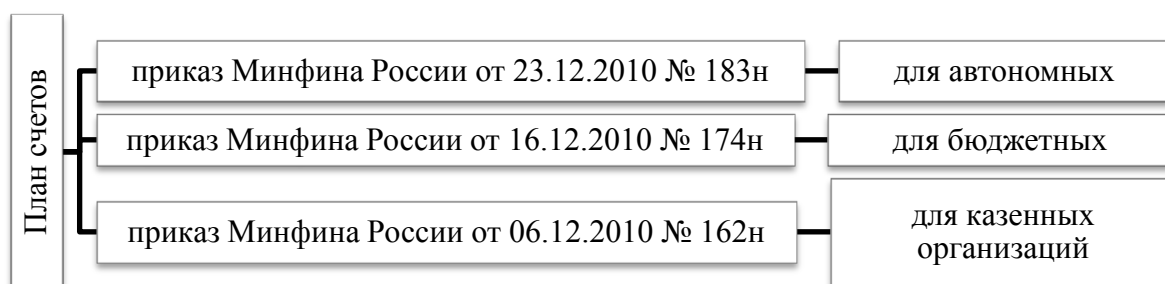 План счетов
приказ Минфина России от 23.12.2010 № 183н
для автономных
приказ Минфина России от 16.12.2010 № 174н
для бюджетных
приказ Минфина России от 06.12.2010 № 162н
для казенных
организаций